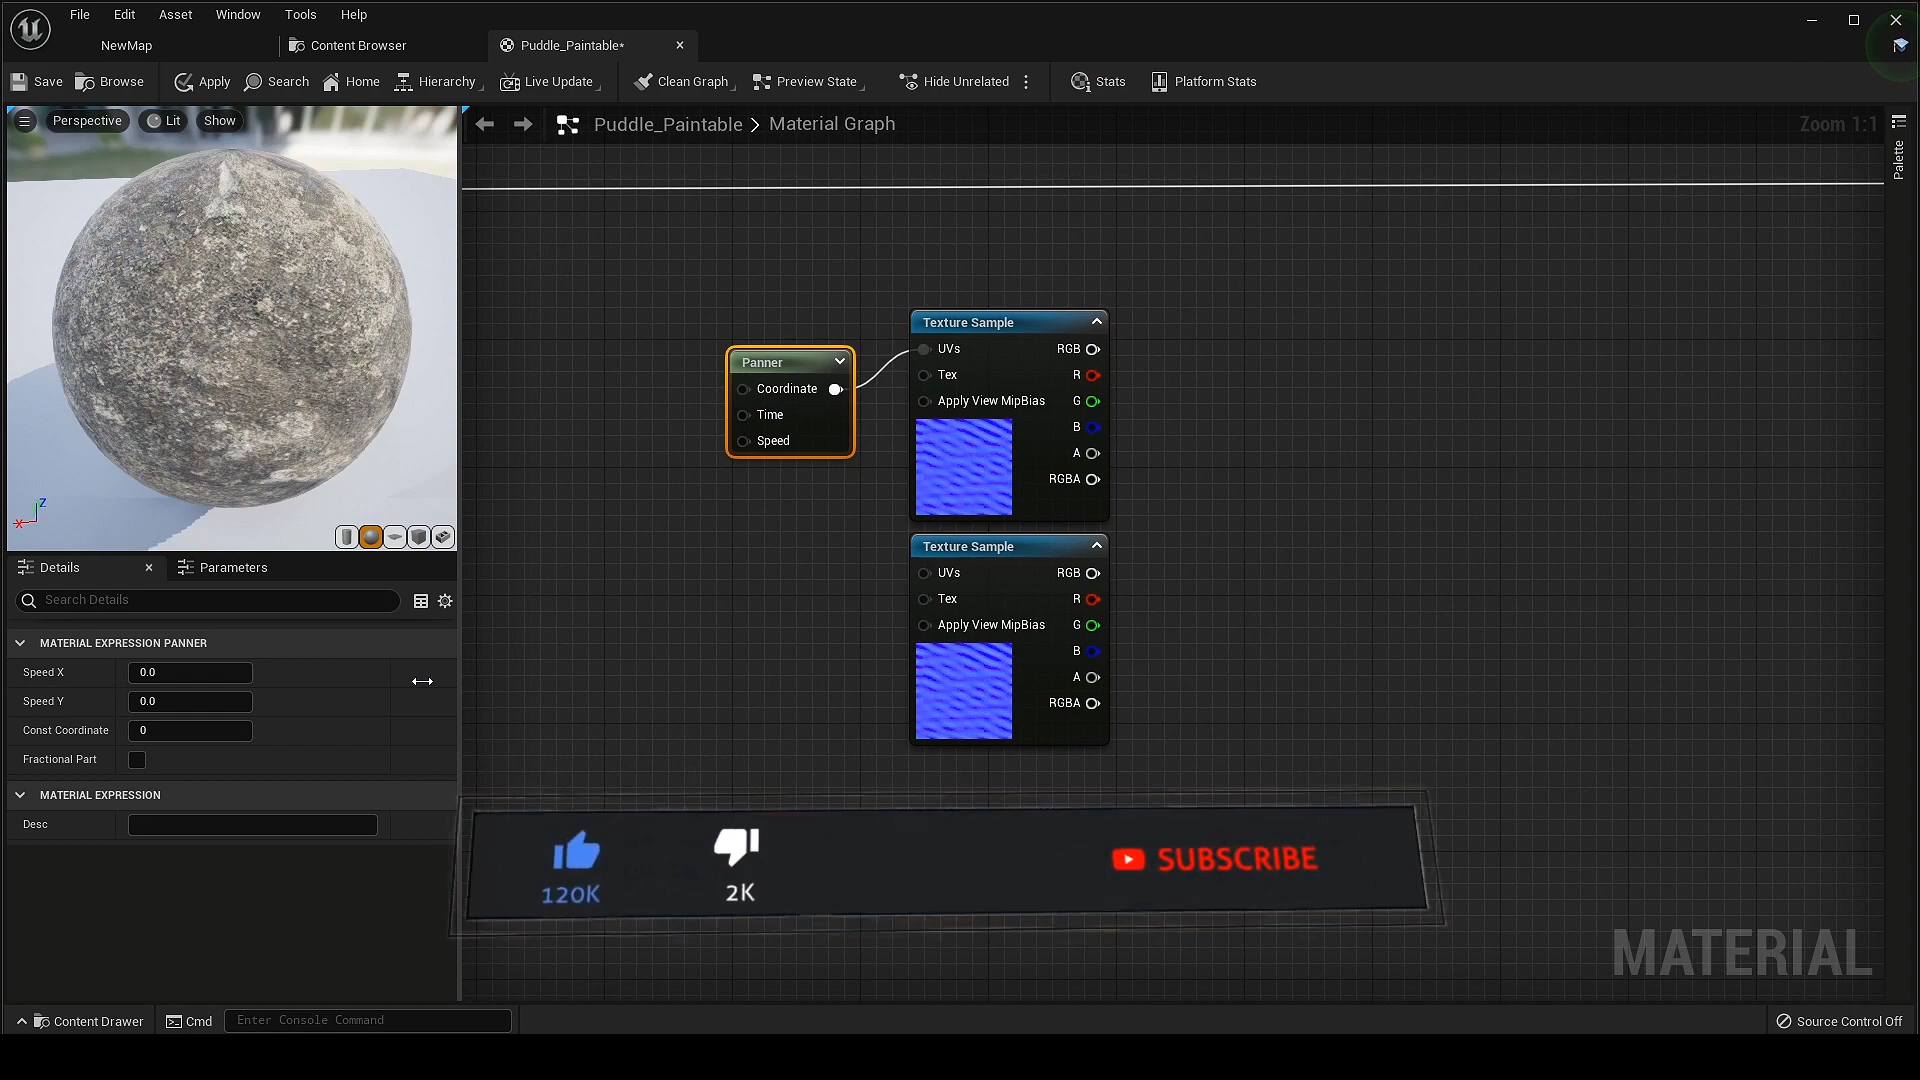 File Edit Asset Window Tools Help
NewMap Content Browser Puddle_Paintable*
Save Browse Apply Search Home Hierarchy Live Update Clean Graph Preview State Hide Unrelated Stats Platform Stats
Perspective Lit Show
Puddle_Paintable > Material Graph
Zoom 1:1
Palette
Texture Sample
UVs RGB
Tex R
Apply View MipBias G
B
A
RGBA
Panner
Coordinate
Time
Speed
Texture Sample
UVs RGB
Tex R
Apply View MipBias G
B
A
RGBA
Z
X
Details Parameters
Search Details
MATERIAL EXPRESSION PANNER
Speed X 0.0
Speed Y 0.0
Const Coordinate 0
Fractional Part
MATERIAL EXPRESSION
Desc
120K
2K
SUBSCRIBE
MATERIAL
Content Drawer Cmd Enter Console Command Source Control Off